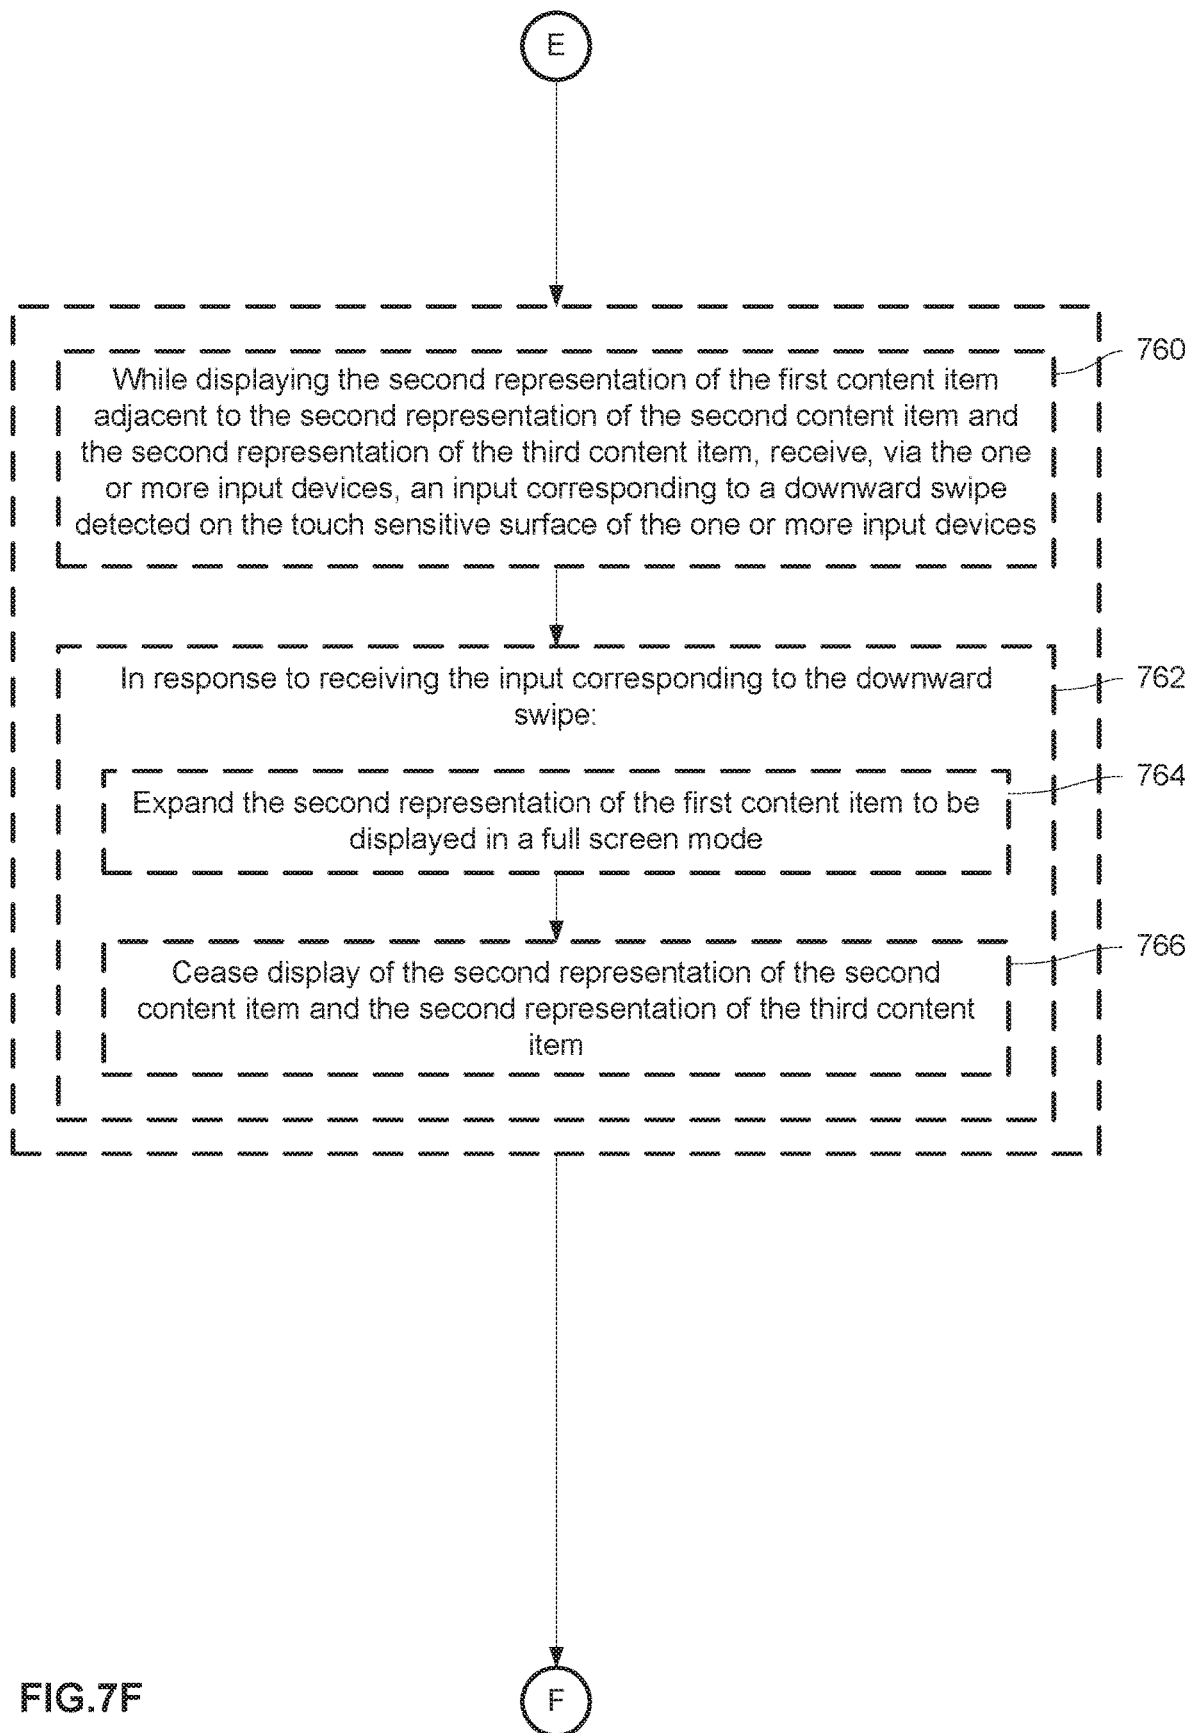 E
760
While displaying the second representation of the first content item
adjacent to the second representation of the second content item and
the second representation of the third content item, receive, via the one
or more input devices, an input corresponding to a downward swipe
detected on the touch sensitive surface of the one or more input devices
762
In response to receiving the input corresponding to the downward
swipe:
764
Expand the second representation of the first content item to be
displayed in a full screen mode
766
Cease display of the second representation of the second
content item and the second representation of the third content
item
FIG.7F
F